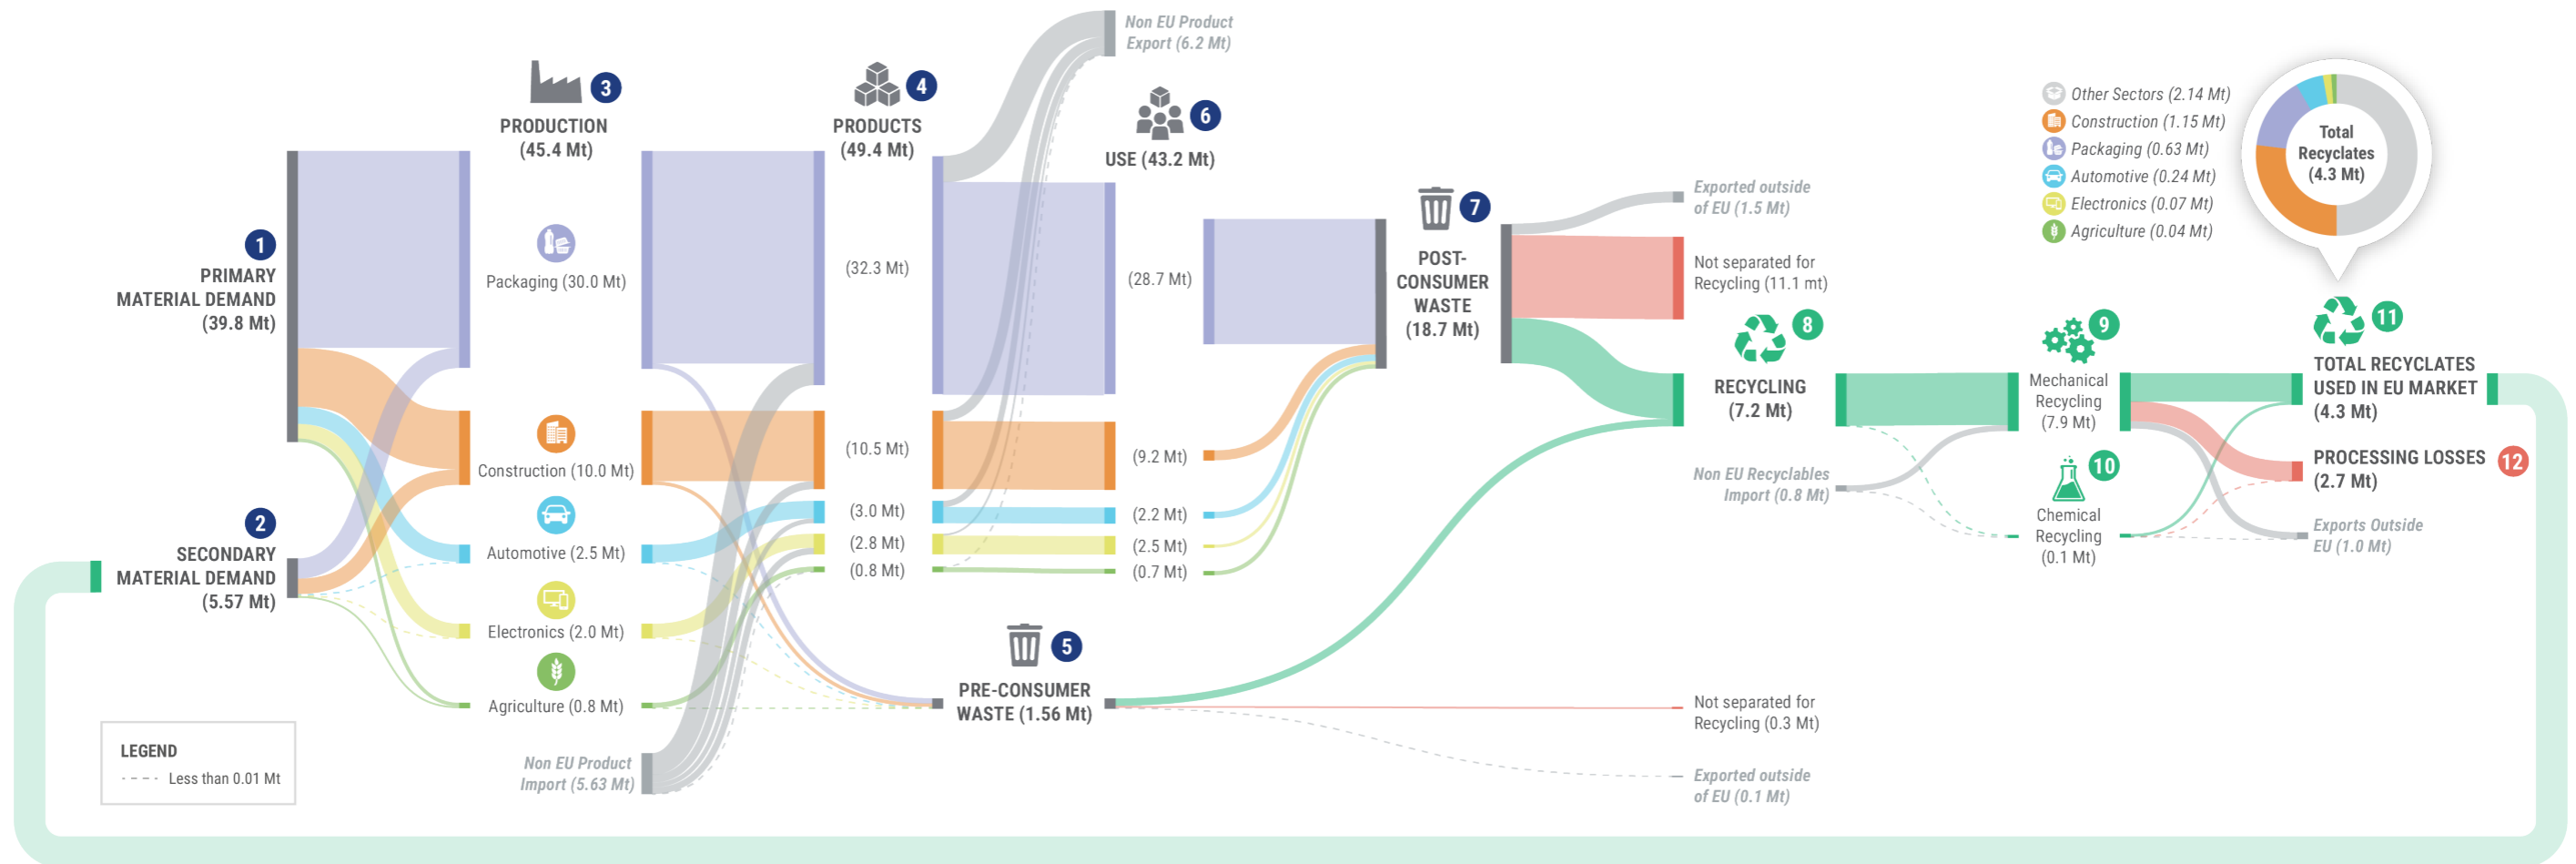 1
PRIMARY
MATERIAL DEMAND
(39.8 Mt)
2
SECONDARY
MATERIAL DEMAND
(5.57 Mt)
LEGEND
Less than 0.01 Mt
3
PRODUCTION
(45.4 Mt)
Packaging (30.0 Mt)
Construction (10.0 Mt)
Automotive (2.5 Mt)
Electronics (2.0 Mt)
Agriculture (0.8 Mt)
Non EU Product
Import (5.63 Mt)
4
PRODUCTS
(49.4 Mt)
(32.3 Mt)
(10.5 Mt)
(3.0 Mt)
(2.8 Mt)
(0.8 Mt)
5
PRE-CONSUMER
WASTE (1.56 Mt)
Non EU Product
Export (6.2 Mt)
6
USE (43.2 Mt)
(28.7 Mt)
(9.2 Mt)
(2.2 Mt)
(2.5 Mt)
(0.7 Mt)
7
POST-
CONSUMER
WASTE
(18.7 Mt)
Exported outside
of EU (1.5 Mt)
Not separated for
Recycling (11.1 mt)
8
RECYCLING
(7.2 Mt)
Non EU Recyclables
Import (0.8 Mt)
Not separated for
Recycling (0.3 Mt)
Exported outside
of EU (0.1 Mt)
9
Mechanical
Recycling
(7.9 Mt)
10
Chemical
Recycling
(0.1 Mt)
Other Sectors (2.14 Mt)
Construction (1.15 Mt)
Packaging (0.63 Mt)
Automotive (0.24 Mt)
Electronics (0.07 Mt)
Agriculture (0.04 Mt)
Total
Recyclates
(4.3 Mt)
11
TOTAL RECYCLATES
USED IN EU MARKET
(4.3 Mt)
PROCESSING LOSSES
12
(2.7 Mt)
Exports Outside
EU (1.0 Mt)